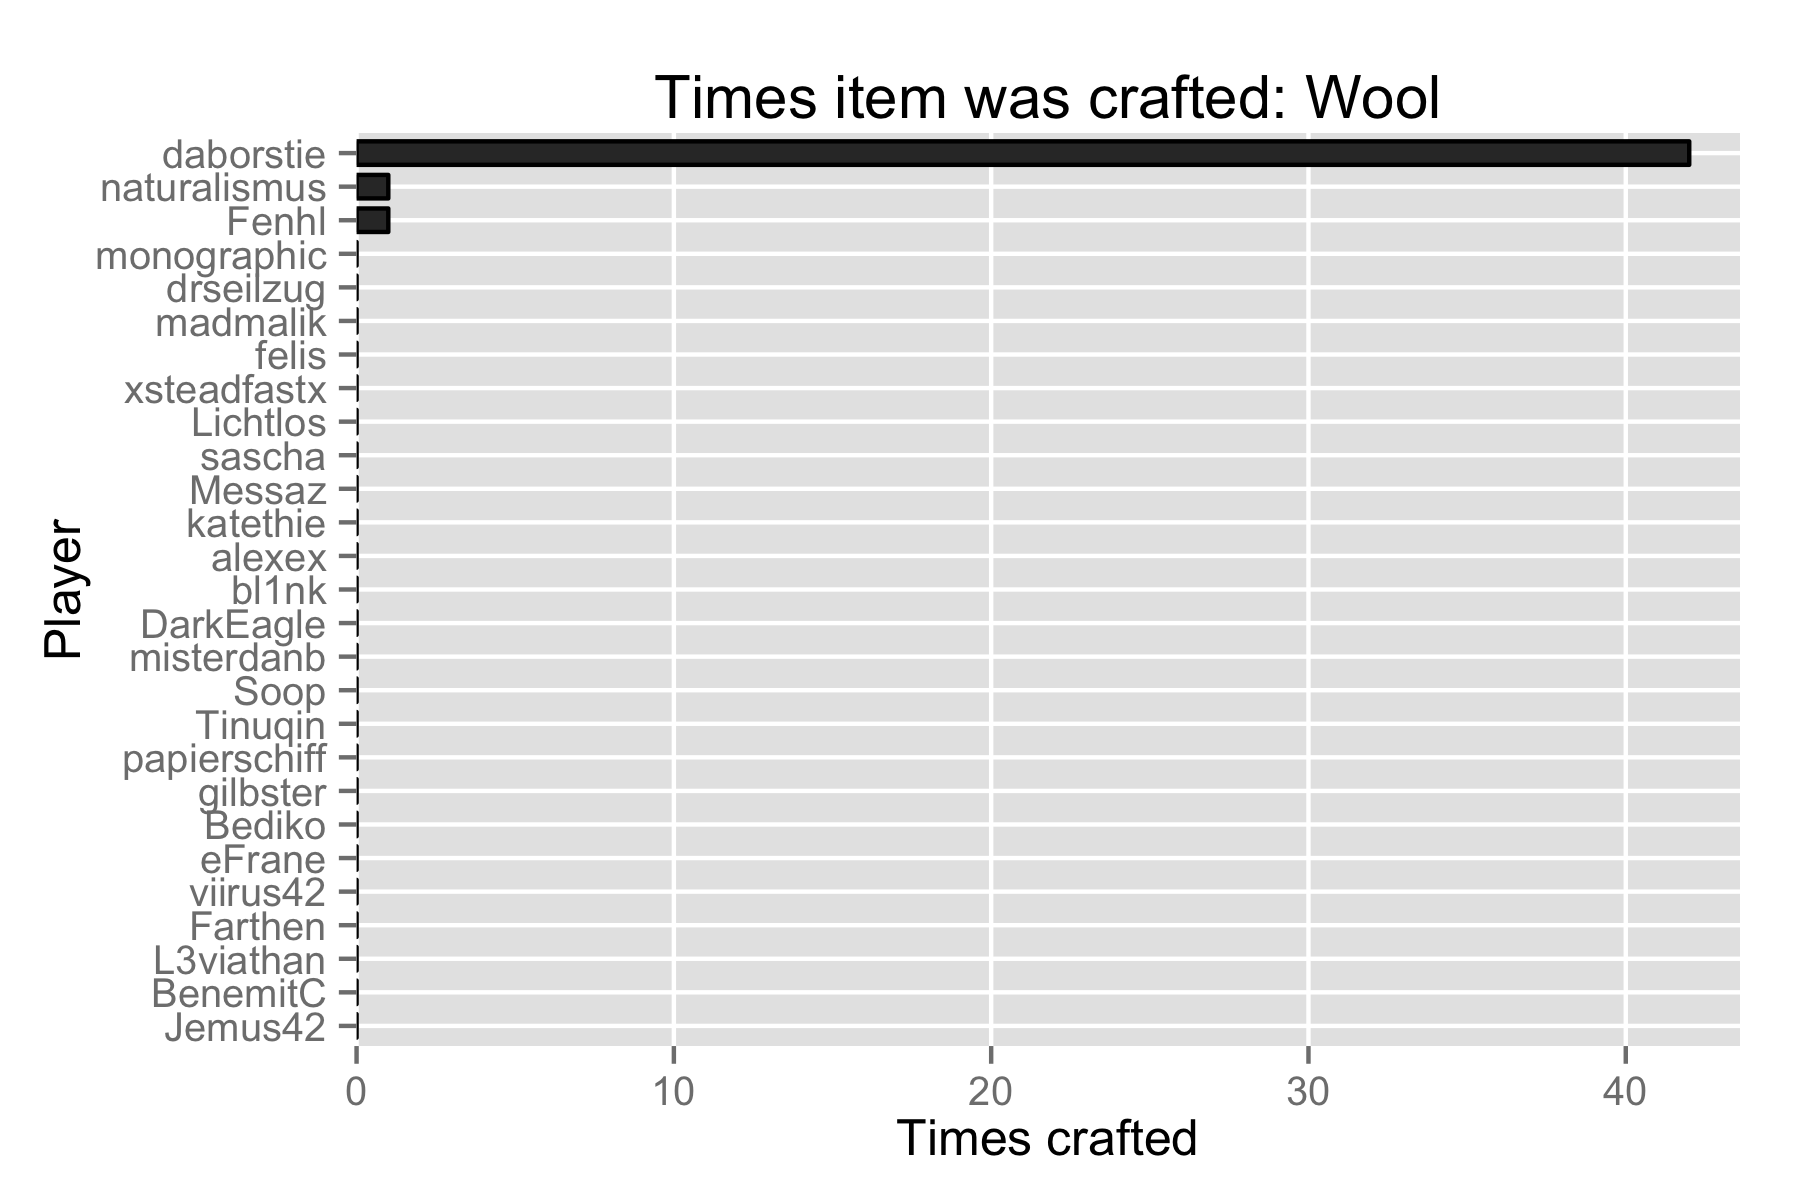 Times item was crafted: Wool
daborstie
naturalismus
Fenhl
monographic
drseilzug
madmalik
felis
xsteadfastx
Lichtlos
sascha
Messaz
katethie
alexex
bl1nk
DarkEagle
misterdanb
Soop
Tinuqin
papierschiff
gilbster
Bediko
eFrane
viirus42
Farthen
L3viathan
BenemitC
Jemus42
Player
0 10 20 30 40
Times crafted